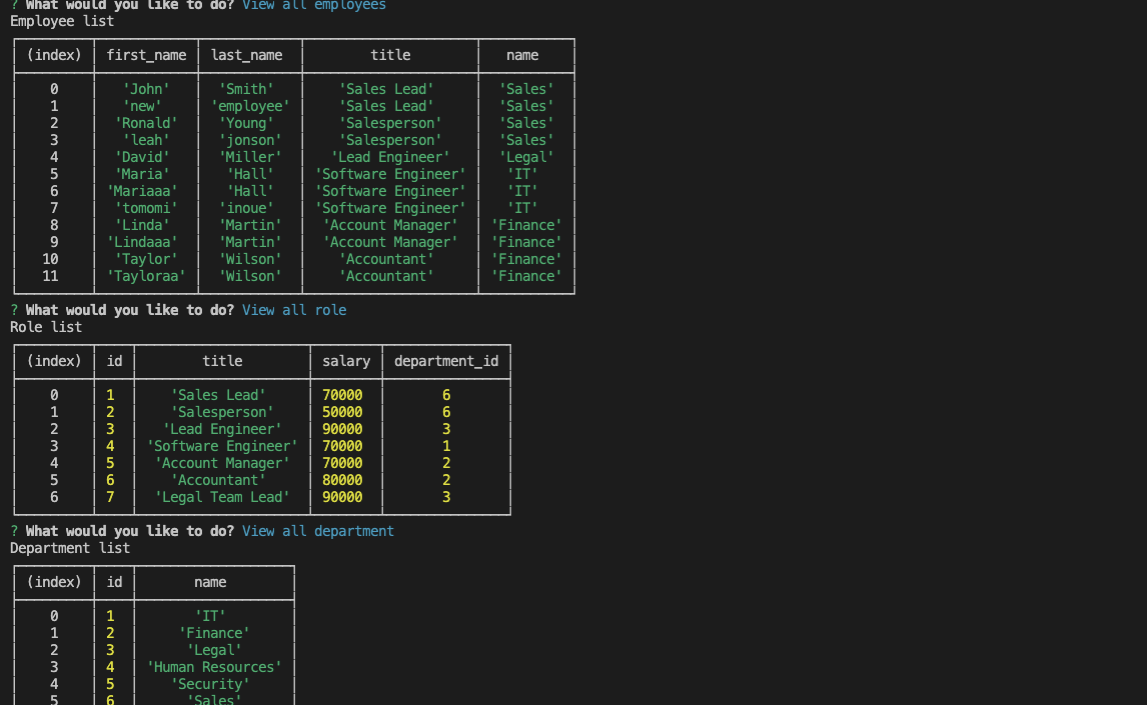 ? What would you like to do? View all employees
Employee list
(index) first_name last_name title name
0 'John' 'Smith' 'Sales Lead' 'Sales'
1 'new' 'employee' 'Sales Lead' 'Sales'
2 'Ronald' 'Young' 'Salesperson' 'Sales'
3 'leah' 'jonson' 'Salesperson' 'Sales'
4 'David' 'Miller' 'Lead Engineer' 'Legal'
5 'Maria' 'Hall' 'Software Engineer' 'IT'
6 'Mariaaa' 'Hall' 'Software Engineer' 'IT'
7 'tomomi' 'inoue' 'Software Engineer' 'IT'
8 'Linda' 'Martin' 'Account Manager' 'Finance'
9 'Lindaaa' 'Martin' 'Account Manager' 'Finance'
10 'Taylor' 'Wilson' 'Accountant' 'Finance'
11 'Tayloraa' 'Wilson' 'Accountant' 'Finance'
? What would you like to do? View all role
Role list
(index) id title salary department_id
0 1 'Sales Lead' 70000 6
1 2 'Salesperson' 50000 6
2 3 'Lead Engineer' 90000 3
3 4 'Software Engineer' 70000 1
4 5 'Account Manager' 70000 2
5 6 'Accountant' 80000 2
6 7 'Legal Team Lead' 90000 3
? What would you like to do? View all department
Department list
(index) id name
0 1 'IT'
1 2 'Finance'
2 3 'Legal'
3 4 'Human Resources'
4 5 'Security'
5 6 'Sales'